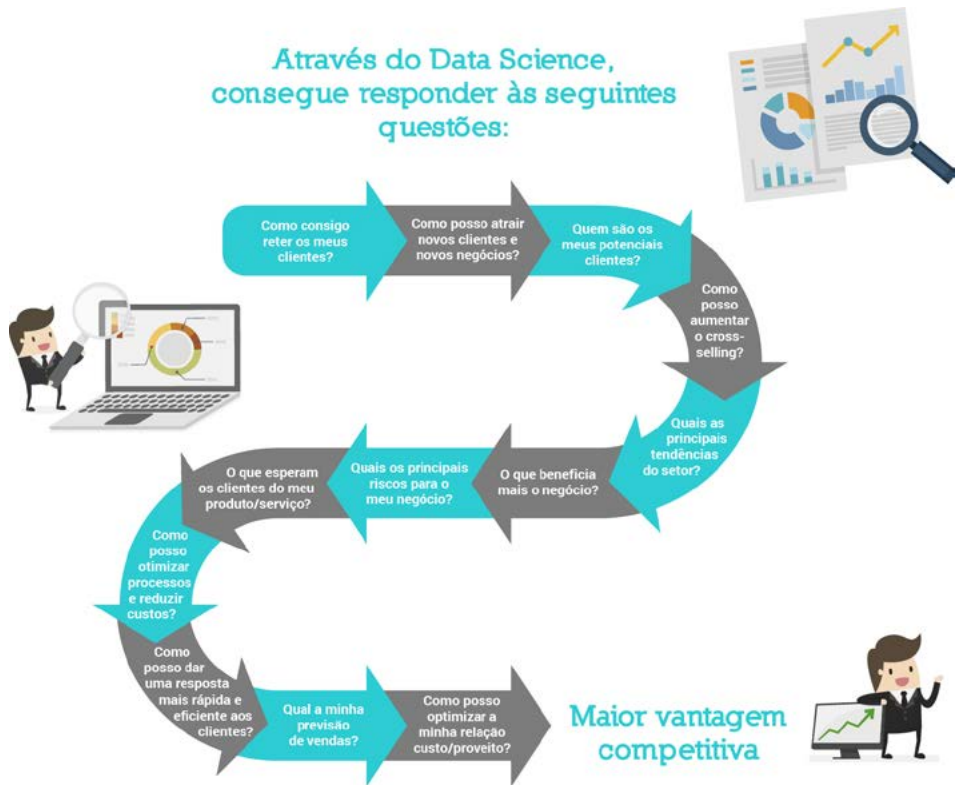 Através do Data Science,
consegue responder às seguintes
questões:
Como consigo
reter os meus
clientes?
Como posso atrair
novos clientes e
novos negócios?
Quem são os
meus potenciais
clientes?
Como
posso
aumentar
o cross-
selling?
Quais as
principais
tendências
do setor?
O que beneficia
mais o negócio?
Quais os principais
riscos para o
meu negócio?
O que esperam
os clientes do meu
produto/serviço?
Como
posso
otimizar
processos
e reduzir
custos?
Como
posso dar
uma resposta
mais rápida e
eficiente aos
clientes?
Qual a minha
previsão
de vendas?
Como posso
optimizar a
minha relação
custo/proveito?
Maior vantagem
competitiva